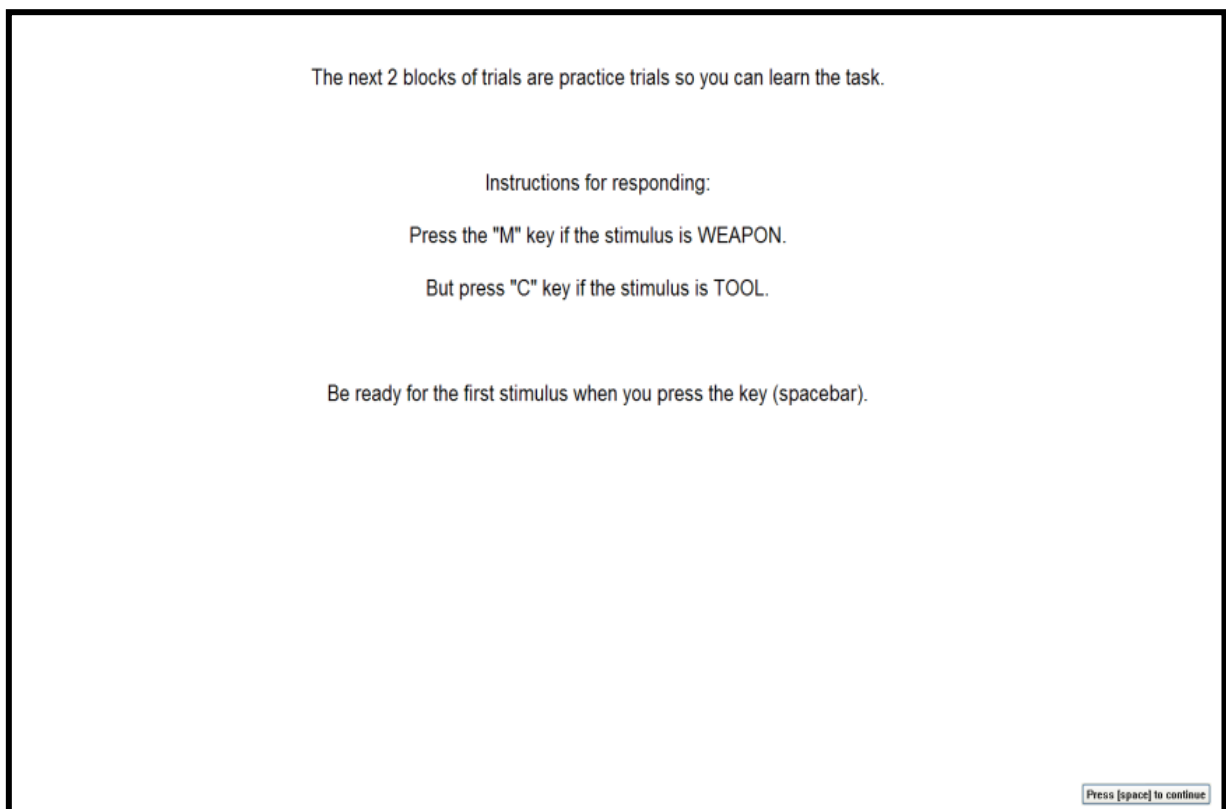 The next 2 blocks of trials are practice trials so you can learn the task.
Instructions for responding:
Press the "M" key if the stimulus is WEAPON.
But press "C" key if the stimulus is TOOL.
Be ready for the first stimulus when you press the key (spacebar).
Press [space] to continue